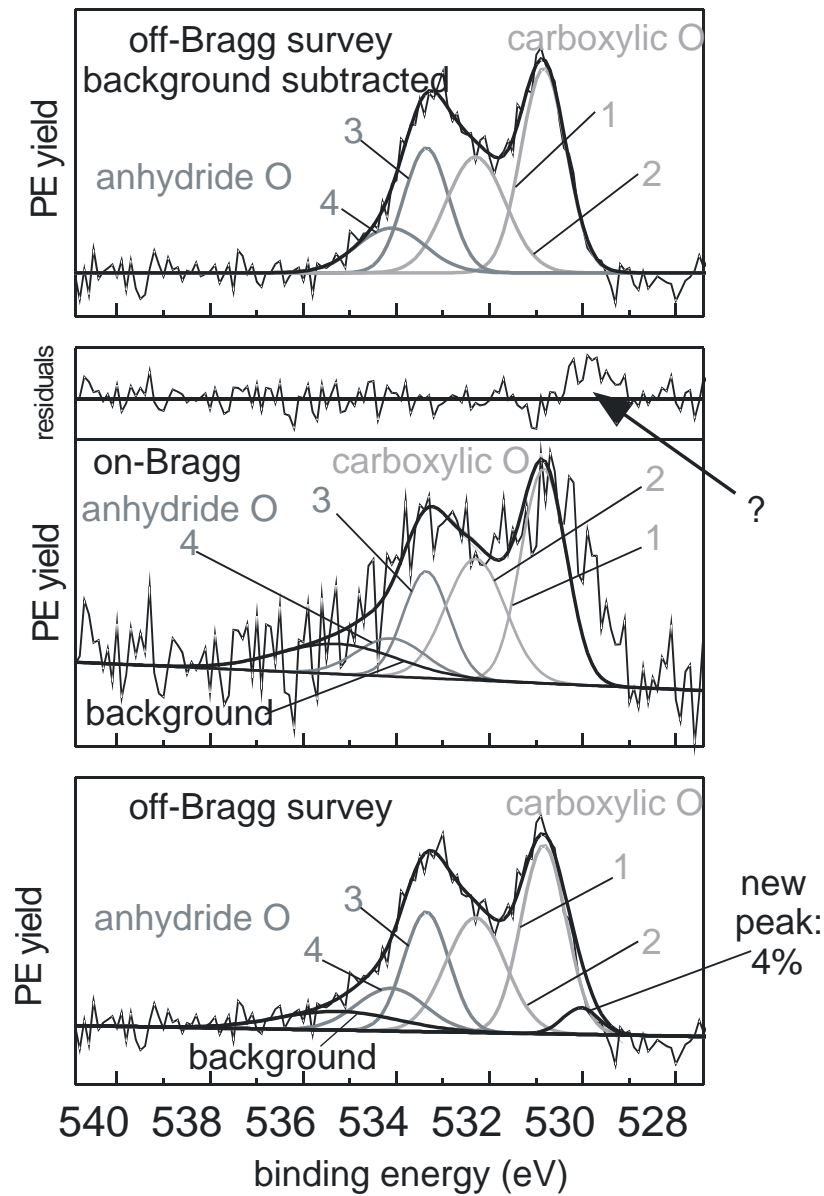 off-Bragg survey
background subtracted
carboxylic O
anhydride O
3
4
1
2
PE yield
residuals
?
on-Bragg
carboxylic O
anhydride O
3
4
2
1
background
PE yield
off-Bragg survey
carboxylic O
anhydride O
3
4
1
2
new
peak:
4%
background
PE yield
540 538 536 534 532 530 528
binding energy (eV)